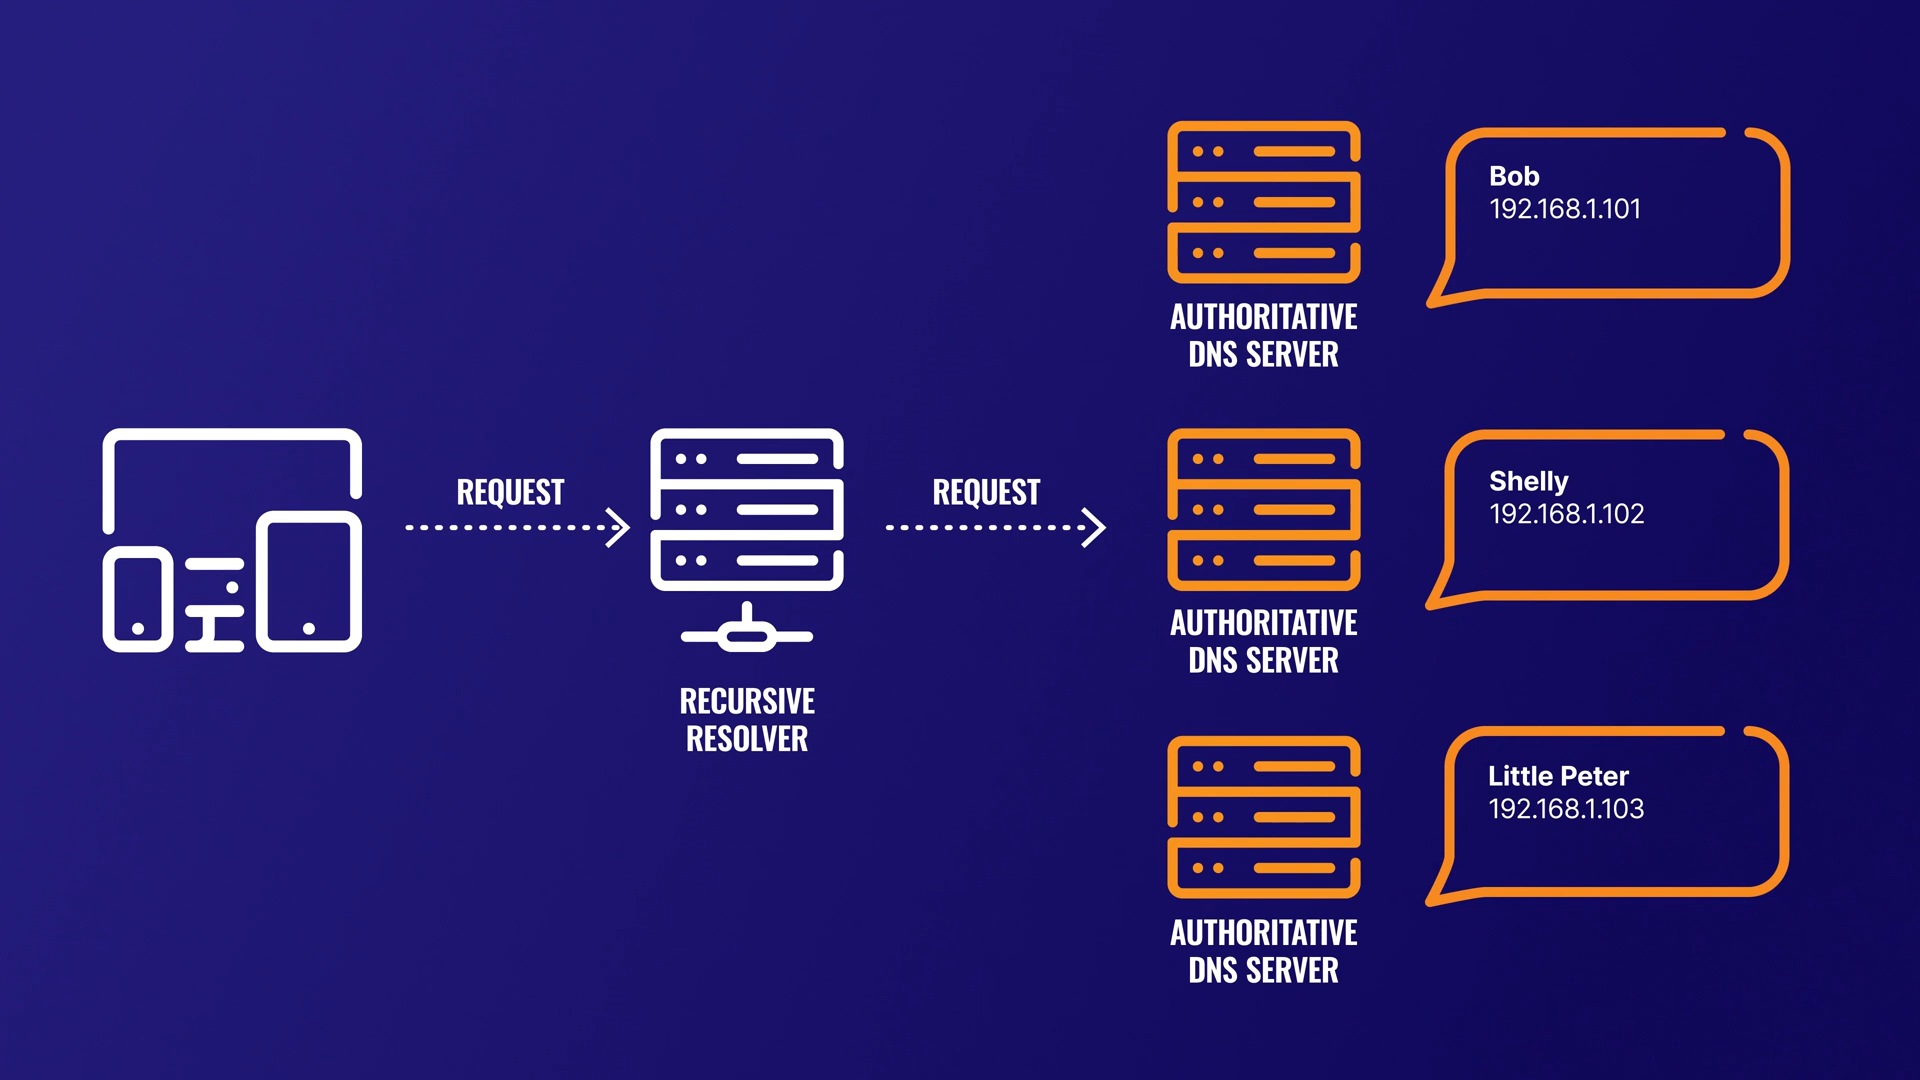 REQUEST
RECURSIVE
RESOLVER
REQUEST
AUTHORITATIVE
DNS SERVER
Bob
192.168.1.101
AUTHORITATIVE
DNS SERVER
Shelly
192.168.1.102
AUTHORITATIVE
DNS SERVER
Little Peter
192.168.1.103